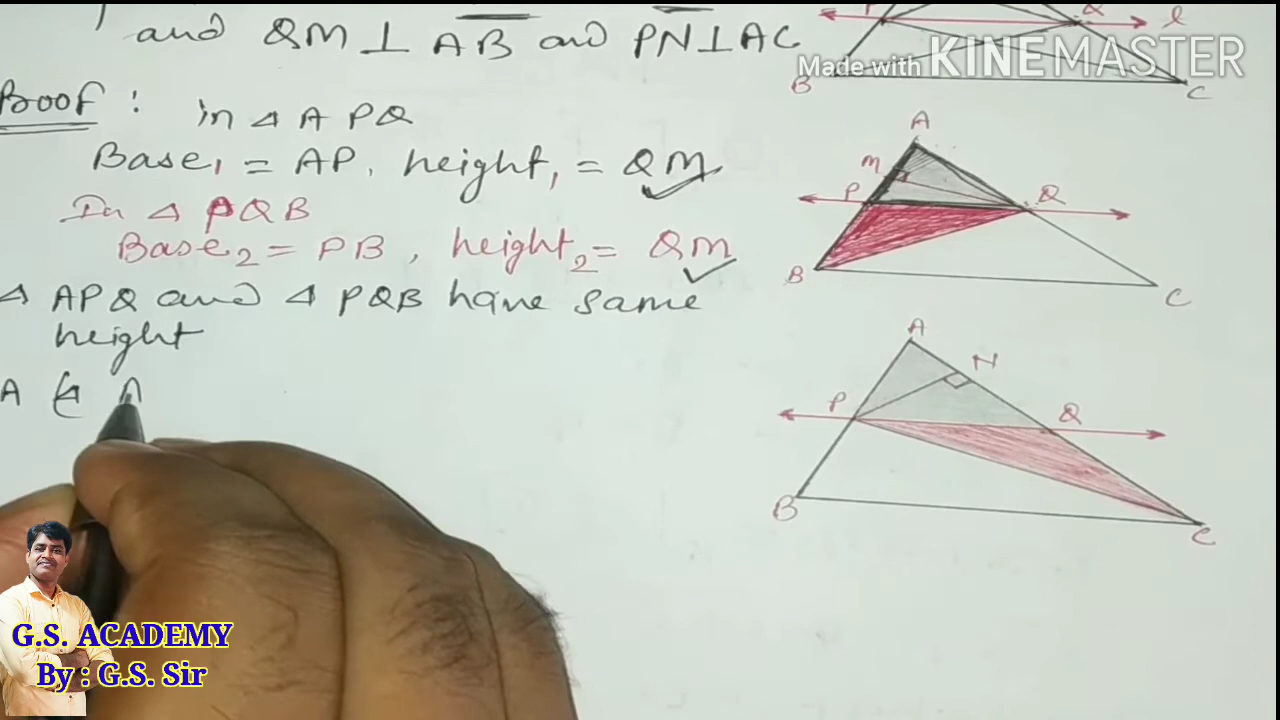 and QM ⊥ AB and PN ⊥ AC
Proof : in △ APQ
Base₁ = AP, height₁ = QM
In △ PQB
Base₂ = PB, height₂ = QM
△ APQ and △ PQB have same
height
A (△ A
P Q l
B C
Made with KINEMASTER
A
M
P Q
B C
A
N
P Q
B C
G.S. ACADEMY
By : G.S. Sir